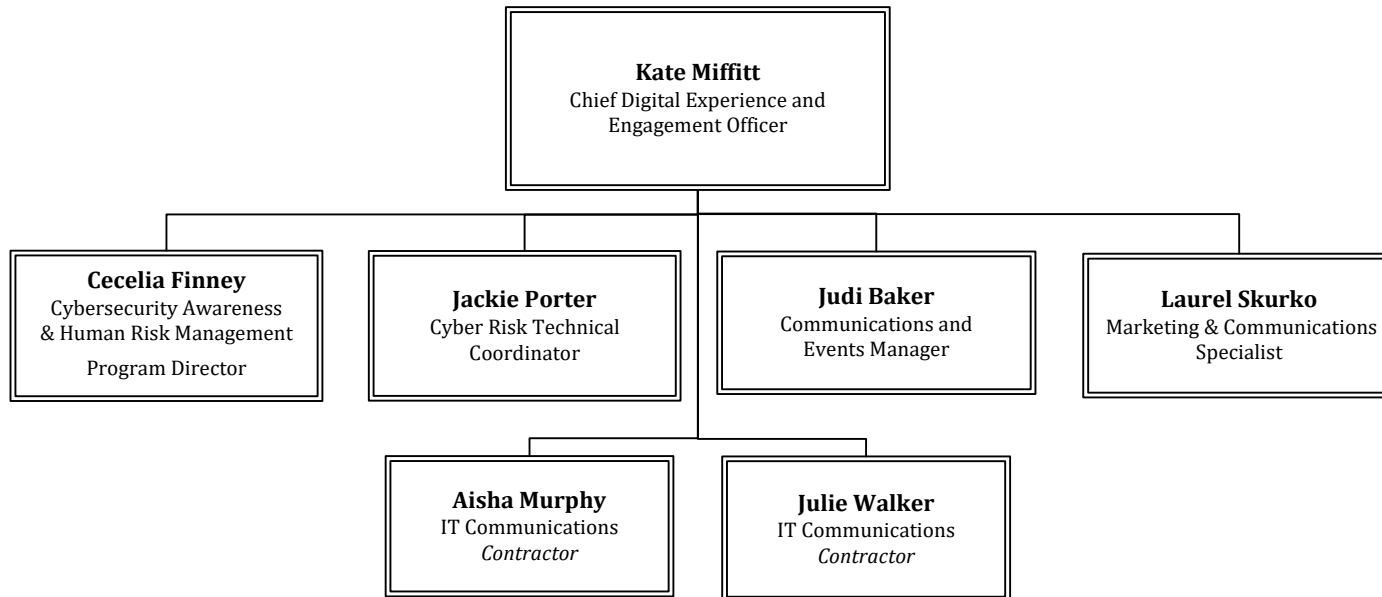 Kate Miffitt
Chief Digital Experience and
Engagement Officer
Cecelia Finney
Cybersecurity Awareness
& Human Risk Management
Program Director
Jackie Porter
Cyber Risk Technical
Coordinator
Judi Baker
Communications and
Events Manager
Laurel Skurko
Marketing & Communications
Specialist
Aisha Murphy
IT Communications
Contractor
Julie Walker
IT Communications
Contractor